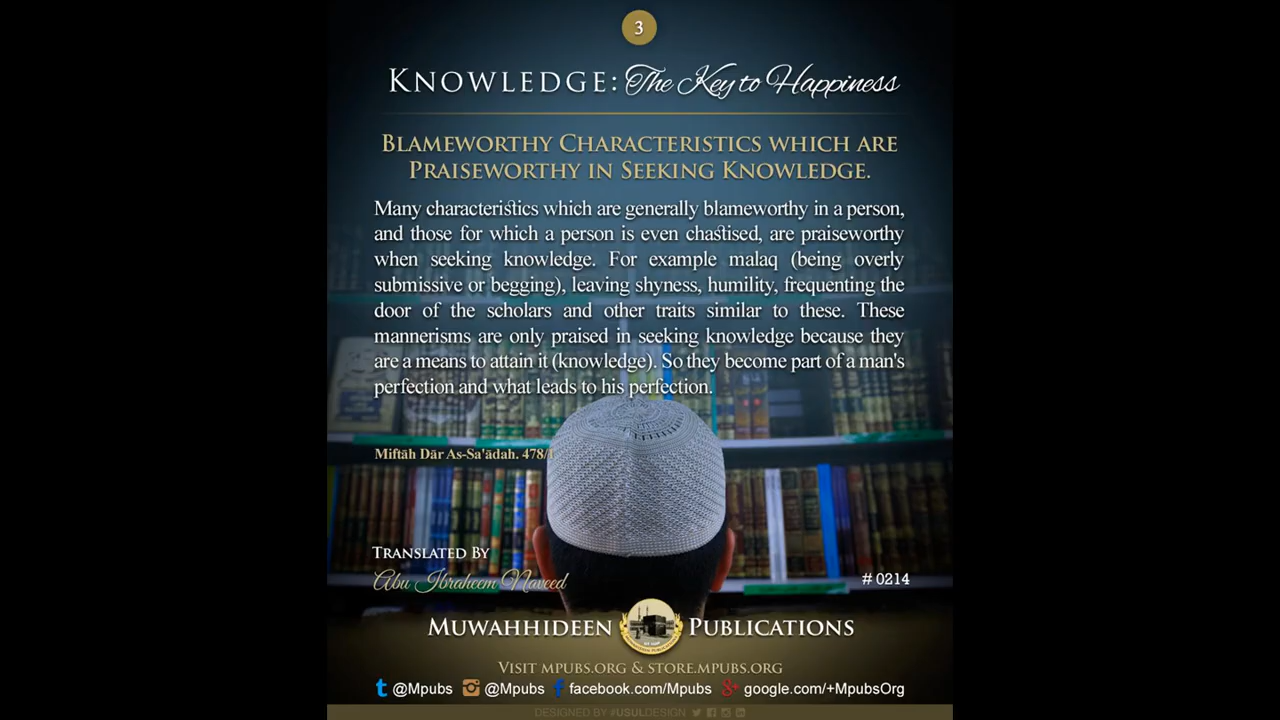 3
KNOWLEDGE: The Key to Happiness
BLAMEWORTHY CHARACTERISTICS WHICH ARE
PRAISEWORTHY IN SEEKING KNOWLEDGE.
Many characteristics which are generally blameworthy in a person,
and those for which a person is even chastised, are praiseworthy
when seeking knowledge. For example malaq (being overly
submissive or begging), leaving shyness, humility, frequenting the
door of the scholars and other traits similar to these. These
mannerisms are only praised in seeking knowledge because they
are a means to attain it (knowledge). So they become part of a man's
perfection and what leads to his perfection.
Miftāh Dār As-Sa'ādah. 478/1
TRANSLATED BY
Abu Ibraheem Naveed
# 0214
MUWAHHIDEEN PUBLICATIONS
VISIT MPUBS.ORG & STORE.MPUBS.ORG
@Mpubs @Mpubs facebook.com/Mpubs google.com/+MpubsOrg
DESIGNED BY #USULDESIGN